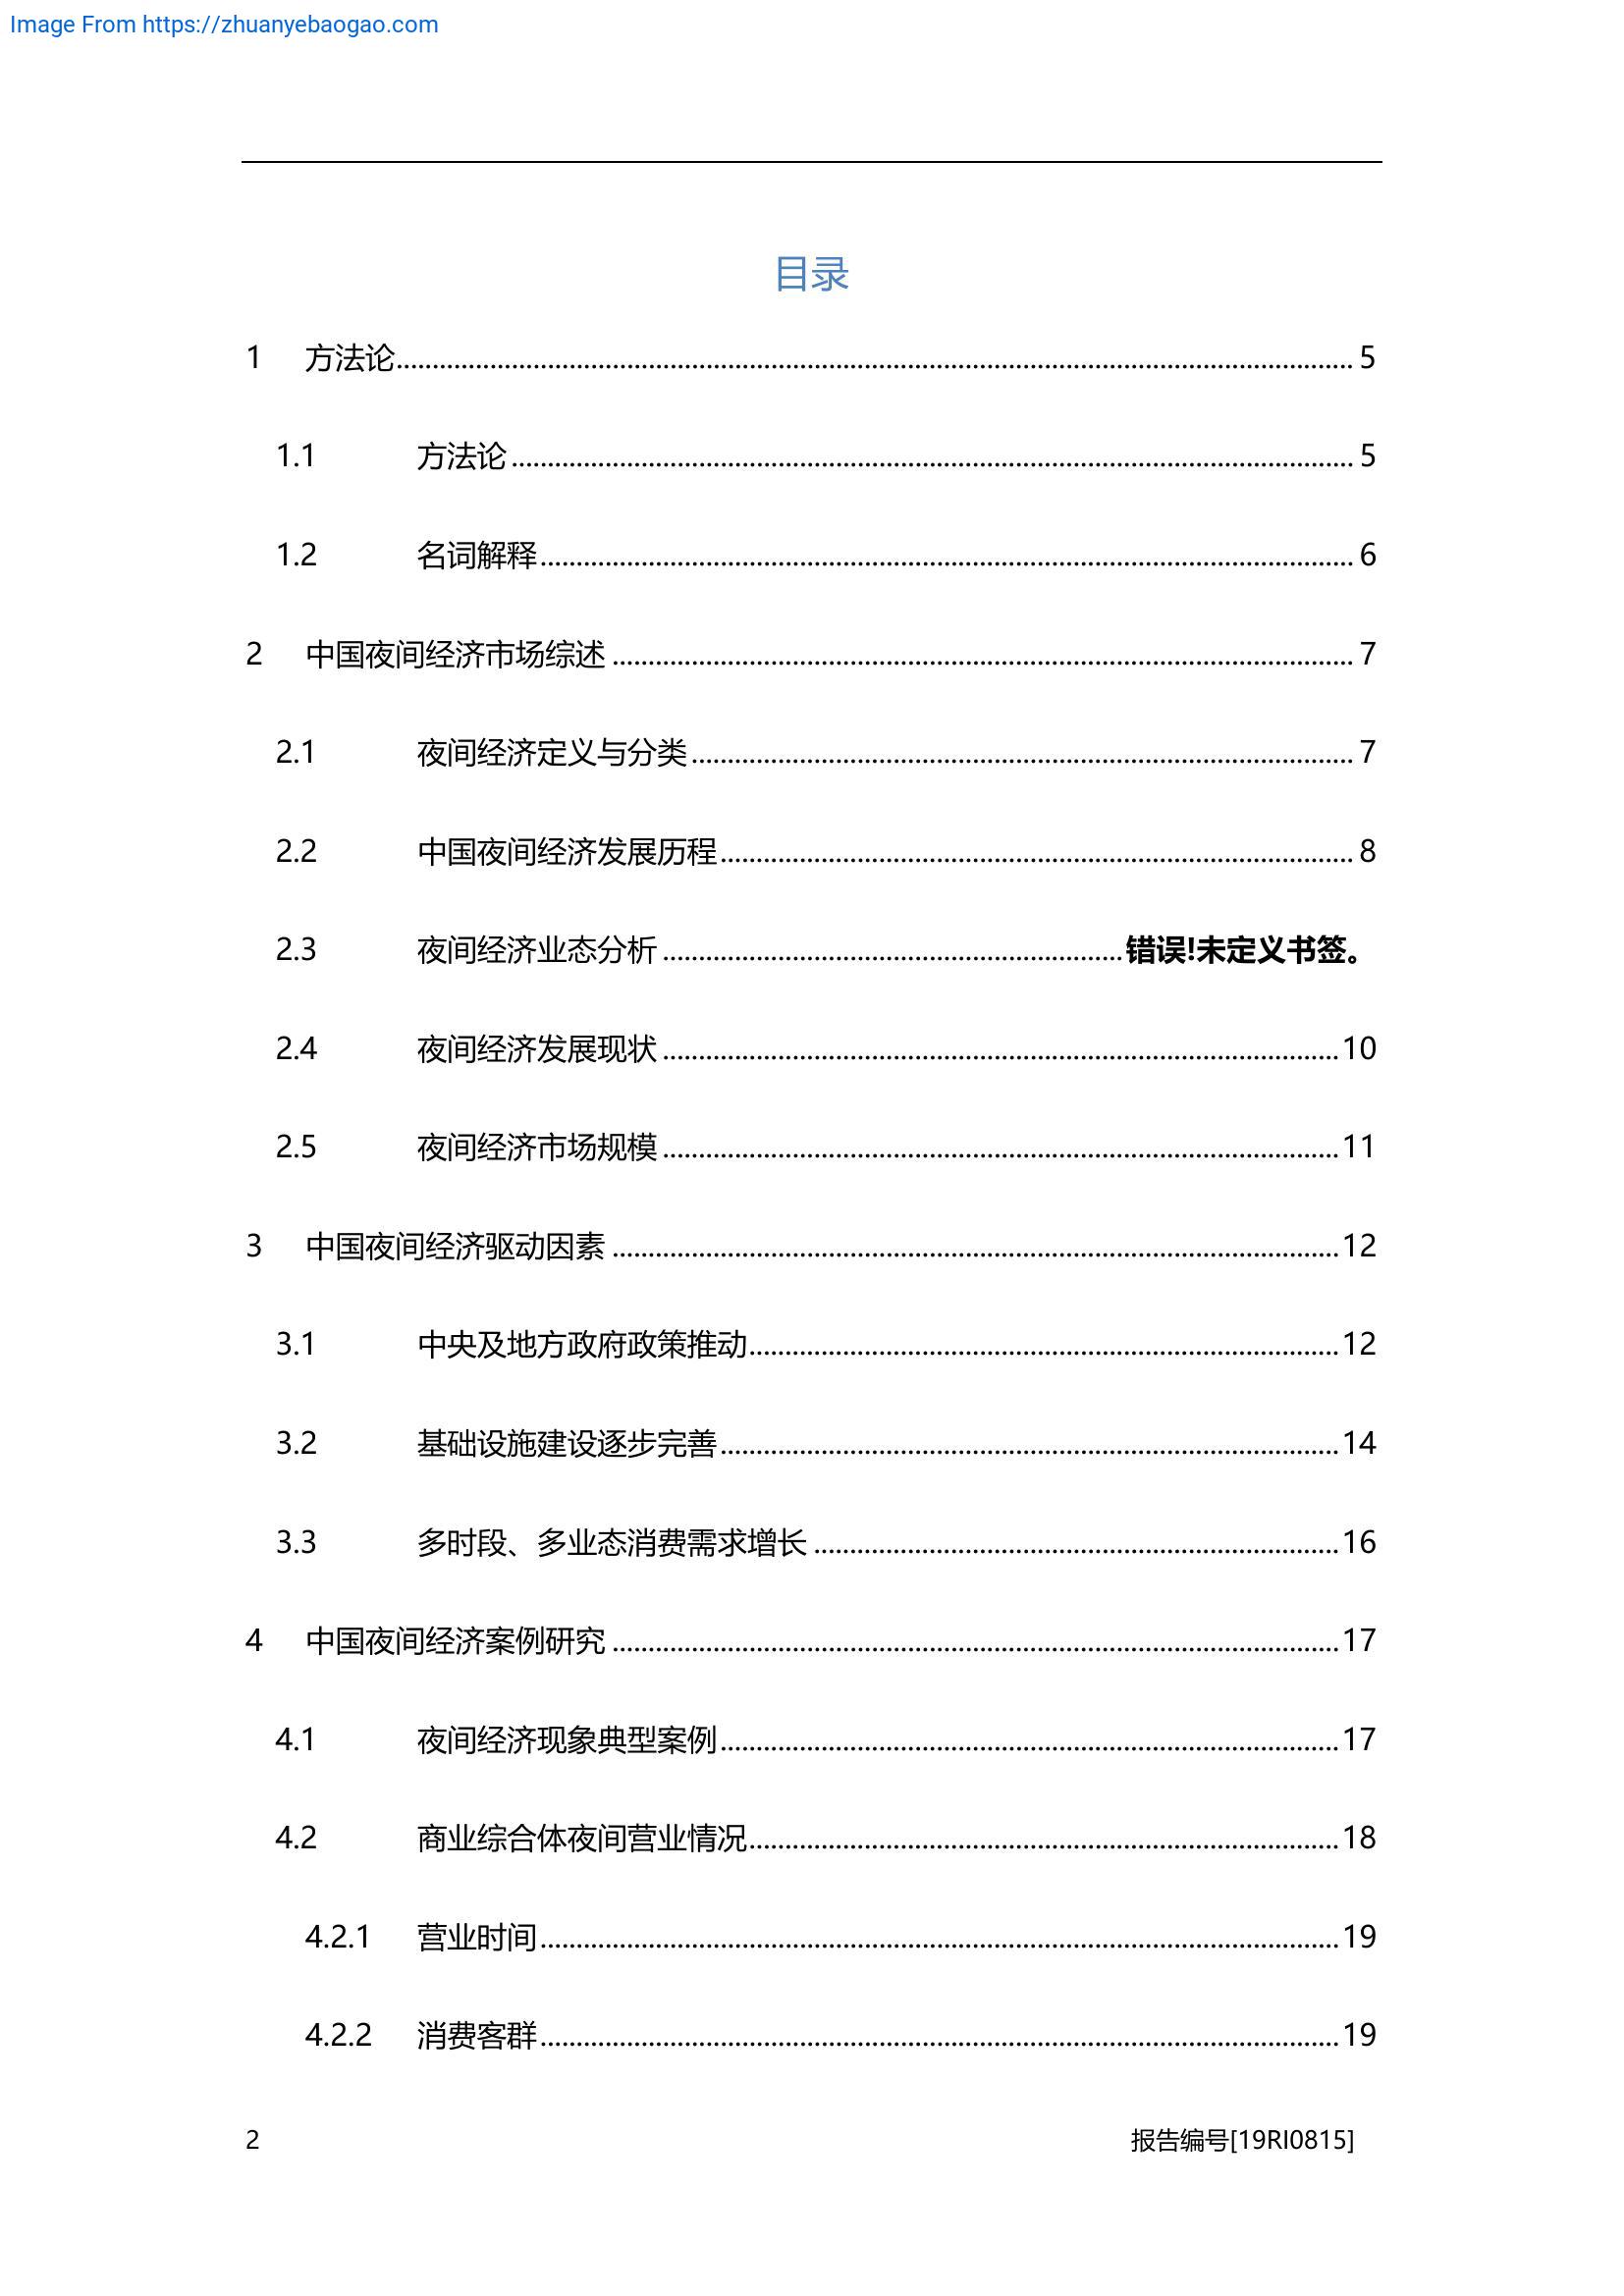 Image From https://zhuanyebaogao.com
目录
1 方法论 5
1.1 方法论 5
1.2 名词解释 6
2 中国夜间经济市场综述 7
2.1 夜间经济定义与分类 7
2.2 中国夜间经济发展历程 8
2.3 夜间经济业态分析 错误!未定义书签。
2.4 夜间经济发展现状 10
2.5 夜间经济市场规模 11
3 中国夜间经济驱动因素 12
3.1 中央及地方政府政策推动 12
3.2 基础设施建设逐步完善 14
3.3 多时段、多业态消费需求增长 16
4 中国夜间经济案例研究 17
4.1 夜间经济现象典型案例 17
4.2 商业综合体夜间营业情况 18
4.2.1 营业时间 19
4.2.2 消费客群 19
2 报告编号[19RI0815]